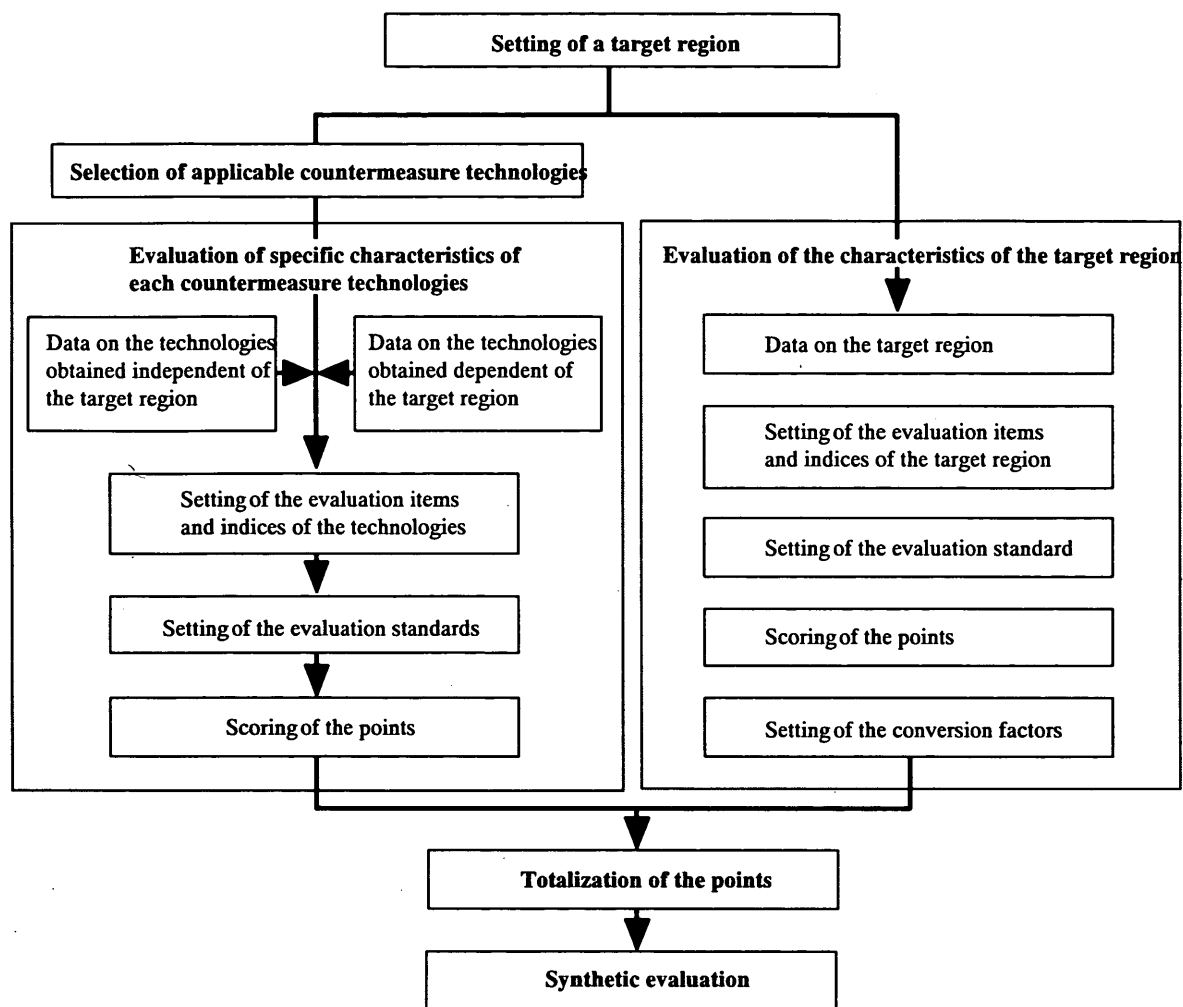 Setting of a target region
Selection of applicable countermeasure technologies
Evaluation of specific characteristics of
each countermeasure technologies
Data on the technologies
obtained independent of
the target region
Data on the technologies
obtained dependent of
the target region
Setting of the evaluation items
and indices of the technologies
Setting of the evaluation standards
Scoring of the points
Evaluation of the characteristics of the target region
Data on the target region
Setting of the evaluation items
and indices of the target region
Setting of the evaluation standard
Scoring of the points
Setting of the conversion factors
Totalization of the points
Synthetic evaluation